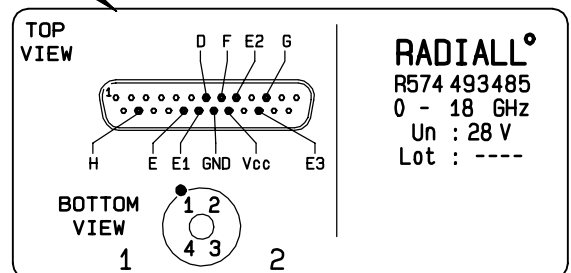 TOP
VIEW
D F E2 G
1
H E E1 GND Vcc E3
BOTTOM
VIEW
1 2
4 3
1 2
RADIALL°
R574 493485
0 - 18 GHz
Un : 28 V
Lot : ----